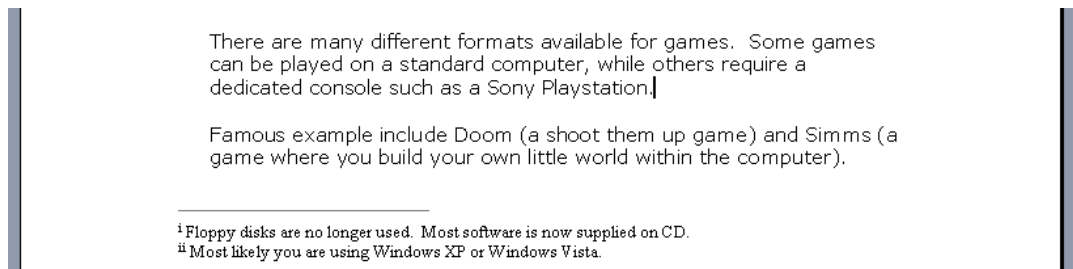 There are many different formats available for games.  Some games
can be played on a standard computer, while others require a
dedicated console such as a Sony Playstation.
Famous example include Doom (a shoot them up game) and Simms (a
game where you build your own little world within the computer).
i Floppy disks are no longer used.  Most software is now supplied on CD.
ii Most likely you are using Windows XP or Windows Vista.